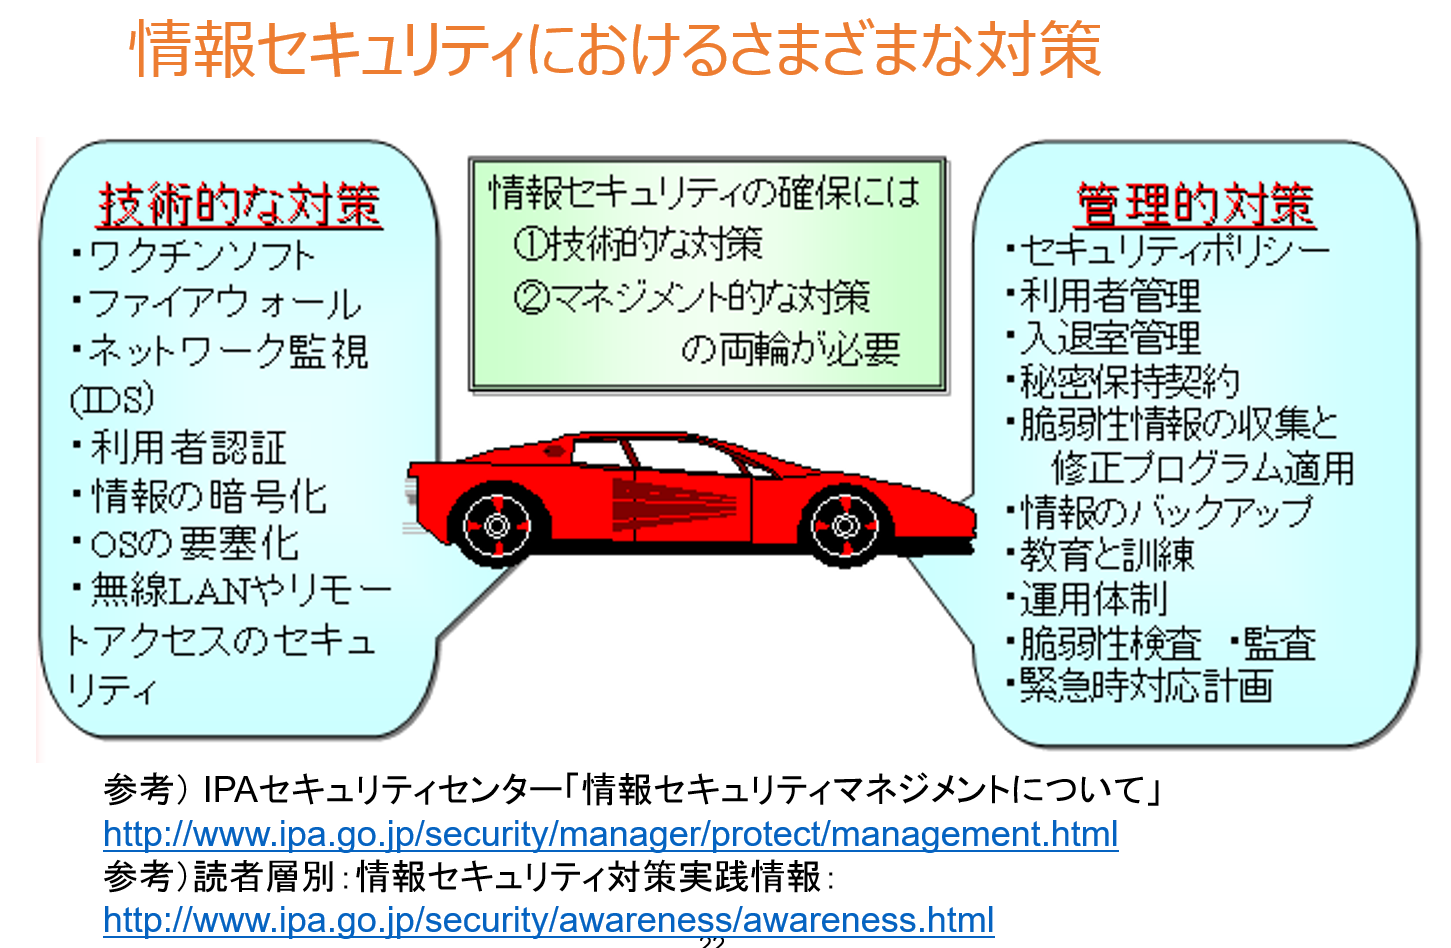 情報セキュリティにおけるさまざまな対策
技術的な対策
・ワクチンソフト
・ファイアウォール
・ネットワーク監視
(IDS)
・利用者認証
・情報の暗号化
・OSの要塞化
・無線LANやリモー
トアクセスのセキュ
リティ
情報セキュリティの確保には
①技術的な対策
②マネジメント的な対策
の両輪が必要
管理的対策
・セキュリティポリシー
・利用者管理
・入退室管理
・秘密保持契約
・脆弱性情報の収集と
修正プログラム適用
・情報のバックアップ
・教育と訓練
・運用体制
・脆弱性検査 ・監査
・緊急時対応計画
参考) IPAセキュリティセンター「情報セキュリティマネジメントについて」
http://www.ipa.go.jp/security/manager/protect/management.html
参考)読者層別:情報セキュリティ対策実践情報:
http://www.ipa.go.jp/security/awareness/awareness.html
22